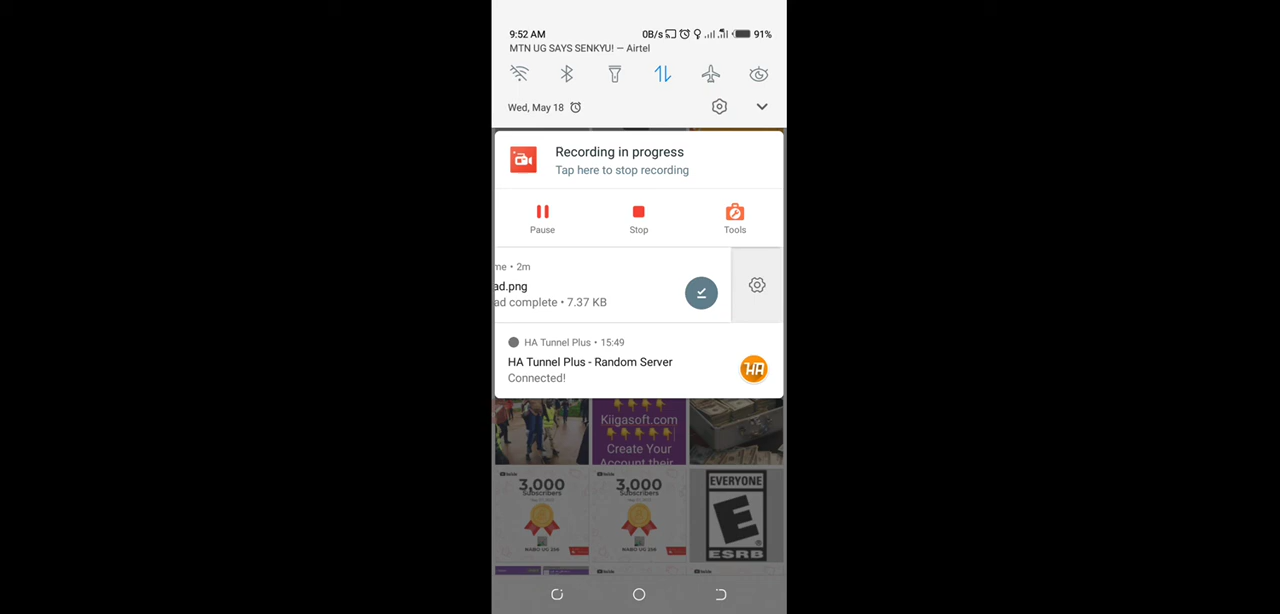 9:52 AM 0B/s 91%
MTN UG SAYS SENKYU! — Airtel
Wed, May 18
Recording in progress
Tap here to stop recording
Pause Stop Tools
me • 2m
ad.png
ad complete • 7.37 KB
HA Tunnel Plus • 15:49
HA Tunnel Plus - Random Server
Connected!
HA
Kiigasoft.com
Create Your
Account their
3,000
Subscribers
3,000
Subscribers
EVERYONE
E
ESRB